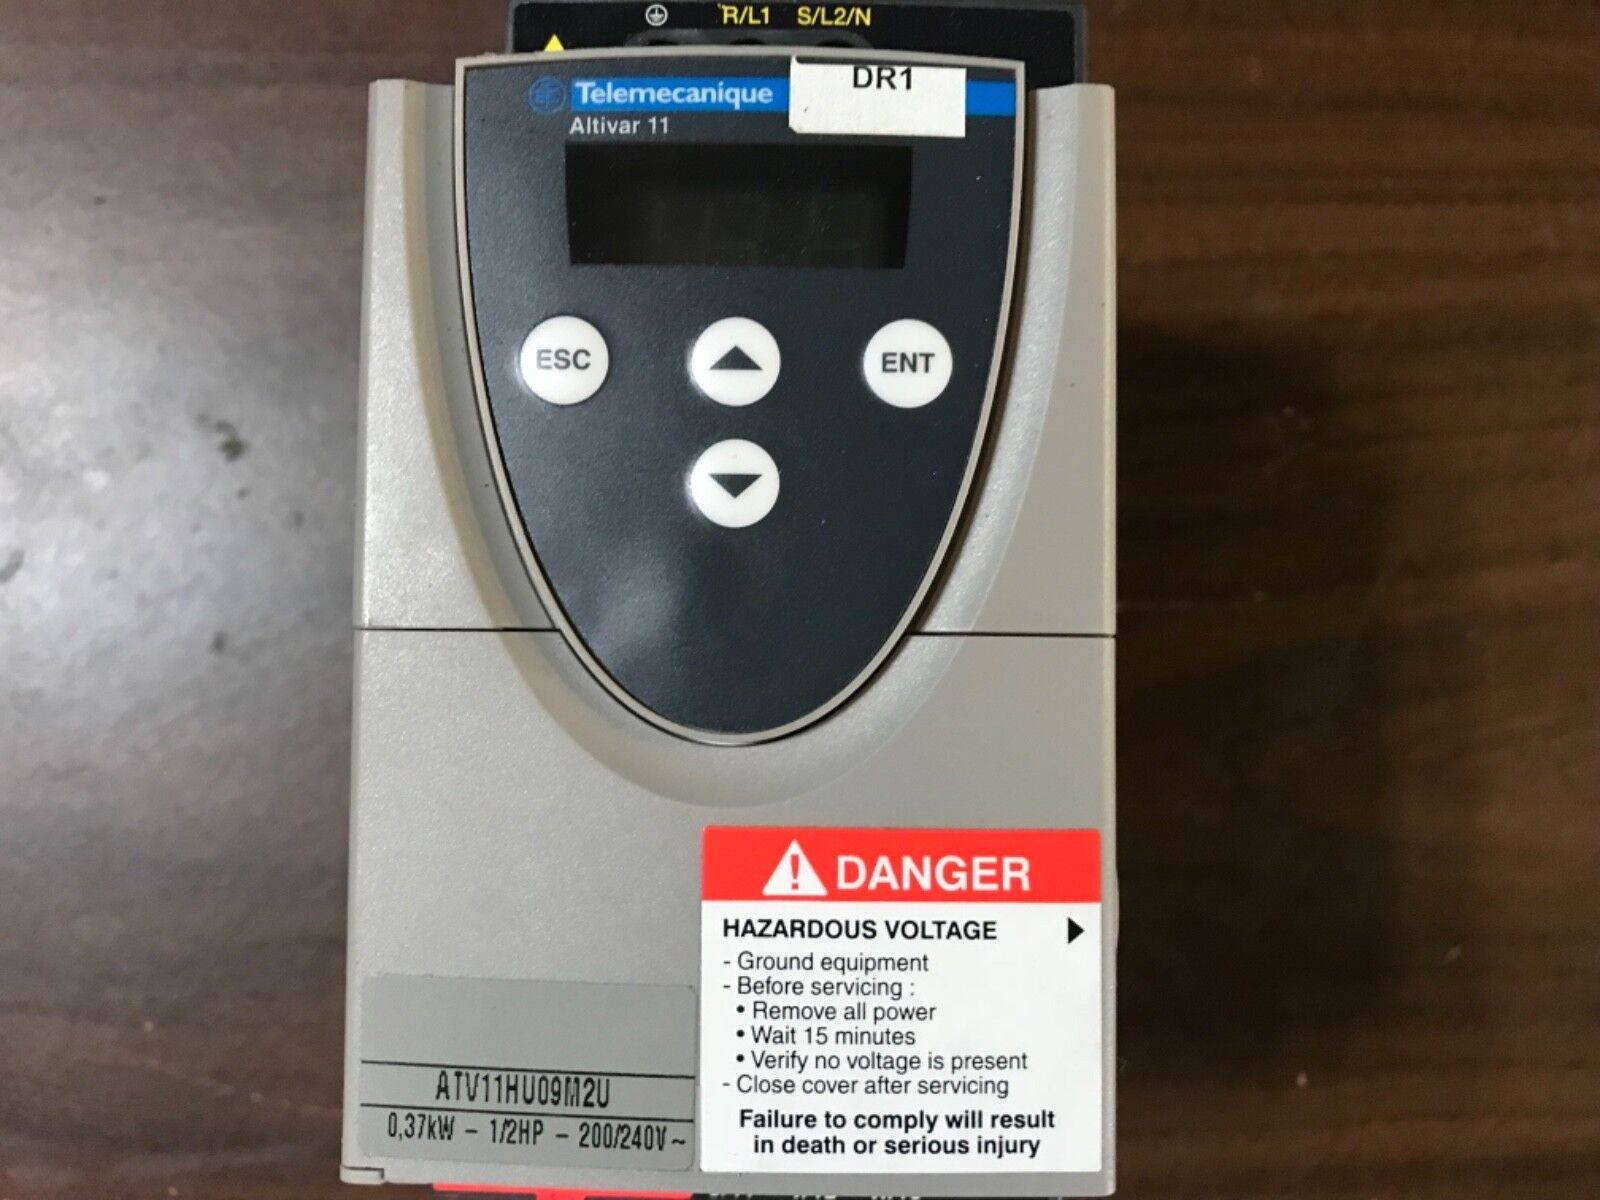 R/L1 S/L2/N
Telemecanique
DR1
Altivar 11
ESC
ENT
DANGER
HAZARDOUS VOLTAGE
- Ground equipment
- Before servicing :
• Remove all power
• Wait 15 minutes
• Verify no voltage is present
- Close cover after servicing
Failure to comply will result
in death or serious injury
ATV11HU09M2U
0,37kW - 1/2HP - 200/240V ~